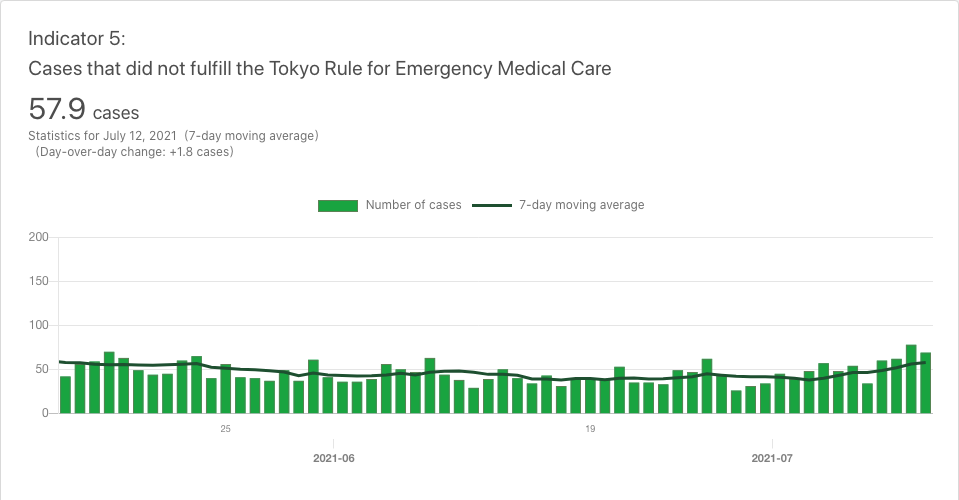 Indicator 5:
Cases that did not fulfill the Tokyo Rule for Emergency Medical Care
57.9 cases
Statistics for July 12, 2021 (7-day moving average)
(Day-over-day change: +1.8 cases)
Number of cases 7-day moving average
200
150
100
50
0
25 19
2021-06 2021-07